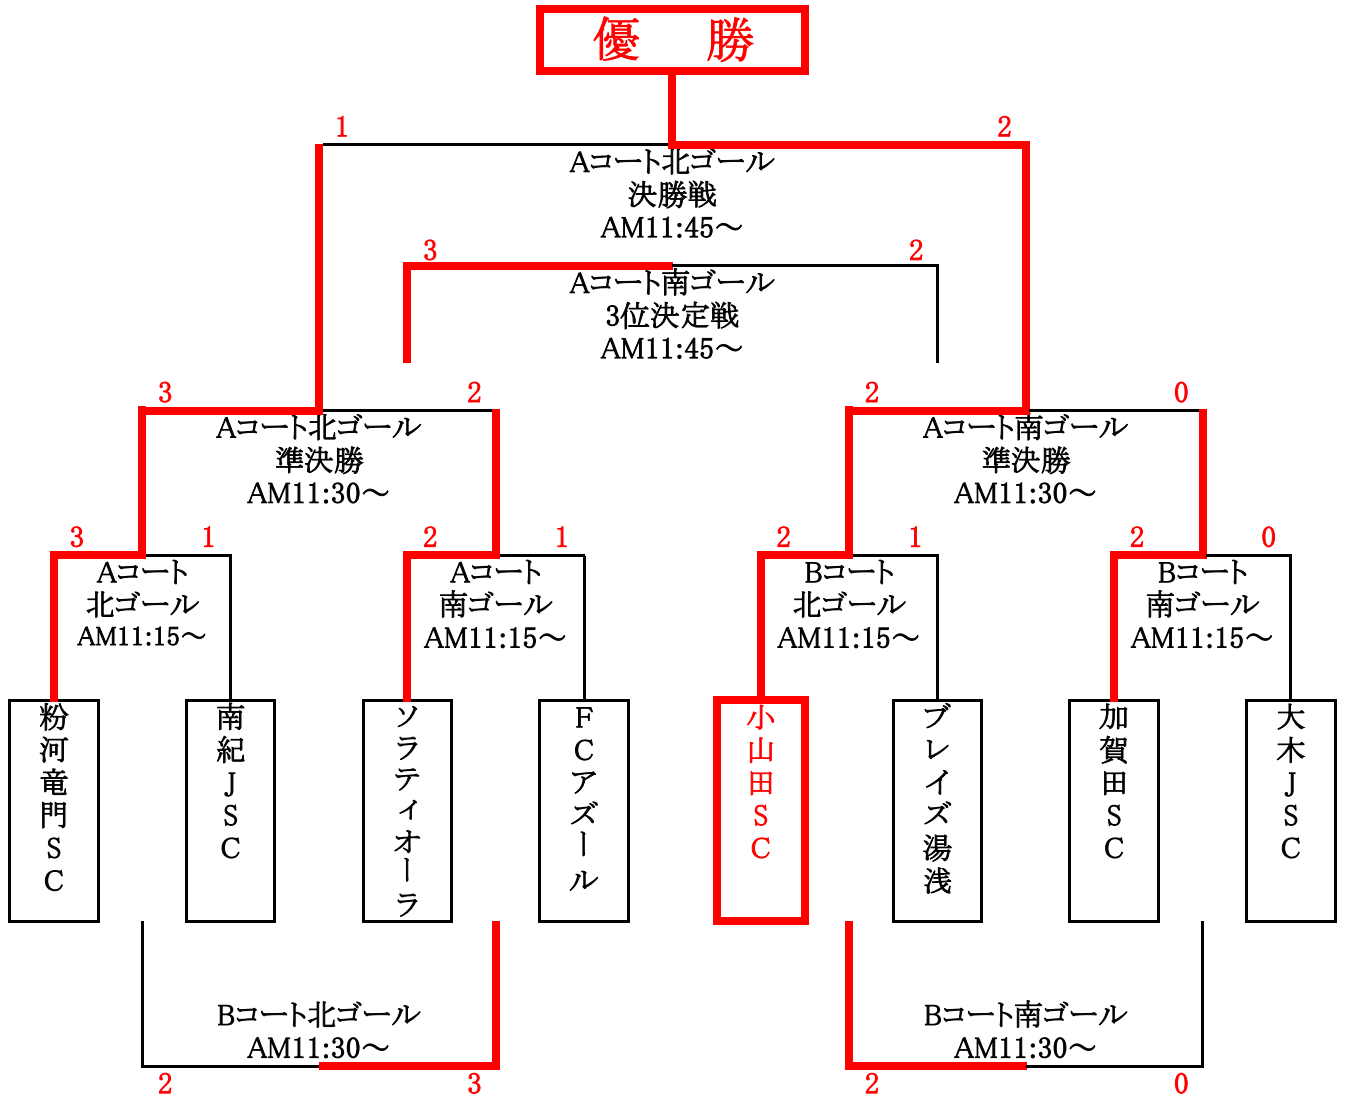 優 勝
1 2
Aコート北ゴール
決勝戦
AM11:45～
3 2
Aコート南ゴール
3位決定戦
AM11:45～
3 2
Aコート北ゴール
準決勝
AM11:30～
2 0
Aコート南ゴール
準決勝
AM11:30～
3 1
Aコート
北ゴール
AM11:15～
2 1
Aコート
南ゴール
AM11:15～
2 1
Bコート
北ゴール
AM11:15～
2 0
Bコート
南ゴール
AM11:15～
粉河竜門SC
南紀JSC
ソラティオーラ
FCアズール
小山田SC
ブレイズ湯浅
加賀田SC
大木JSC
Bコート北ゴール
AM11:30～
2 3
Bコート南ゴール
AM11:30～
2 0